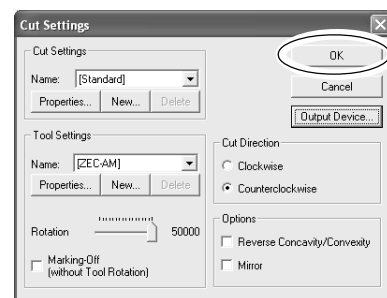 Cut Settings
Cut Settings
Name: [Standard]
Properties... New... Delete
Tool Settings
Name: [ZEC-AM]
Properties... New... Delete
Rotation 50000
Marking-Off
(without Tool Rotation)
OK
Cancel
Output Device...
Cut Direction
Clockwise
Counterclockwise
Options
Reverse Concavity/Convexity
Mirror